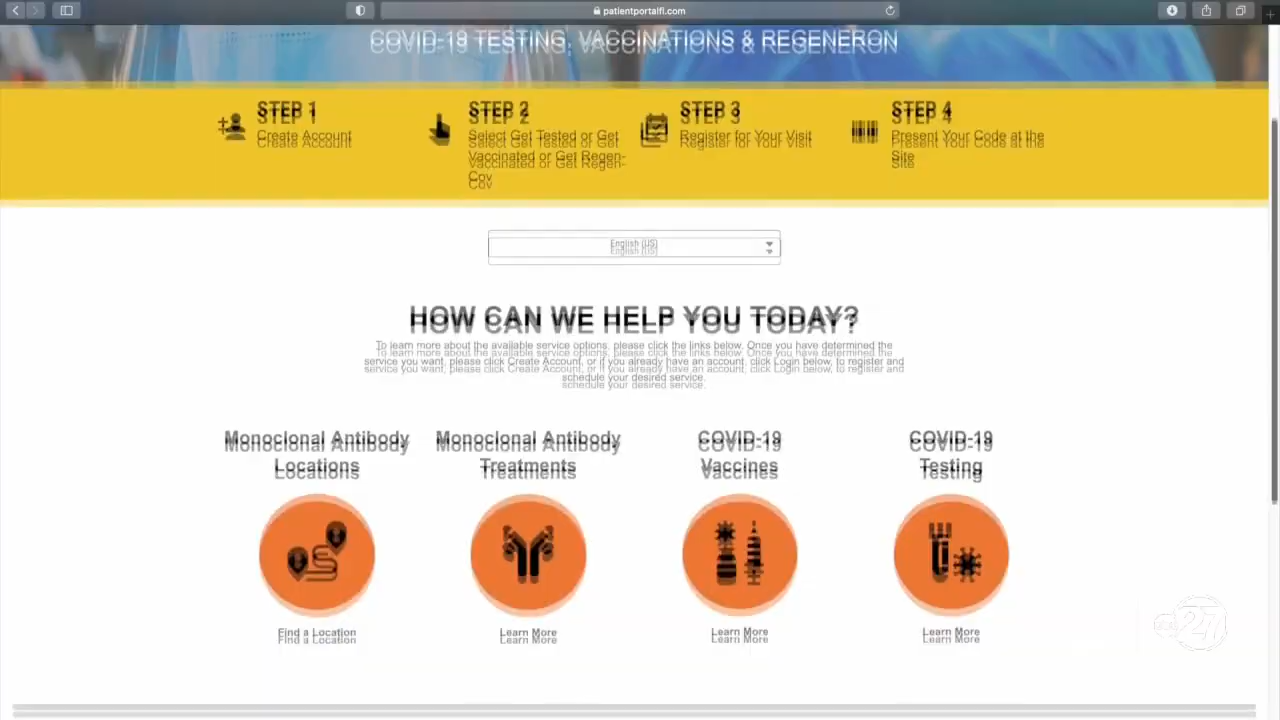 patientportalfl.com
COVID-19 TESTING, VACCINATIONS & REGENERON
STEP 1
Create Account
STEP 2
Select Get Tested or Get
Vaccinated or Get Regen-
Cov
STEP 3
Register for Your Visit
STEP 4
Present Your Code at the
Site
English (US)
HOW CAN WE HELP YOU TODAY?
To learn more about the available service options, please click the links below. Once you have determined the
service you want, please click Create Account, or if you already have an account, click Login below, to register and
schedule your desired service.
Monoclonal Antibody
Locations
Find a Location
Monoclonal Antibody
Treatments
Learn More
COVID-19
Vaccines
Learn More
COVID-19
Testing
Learn More
abc 27